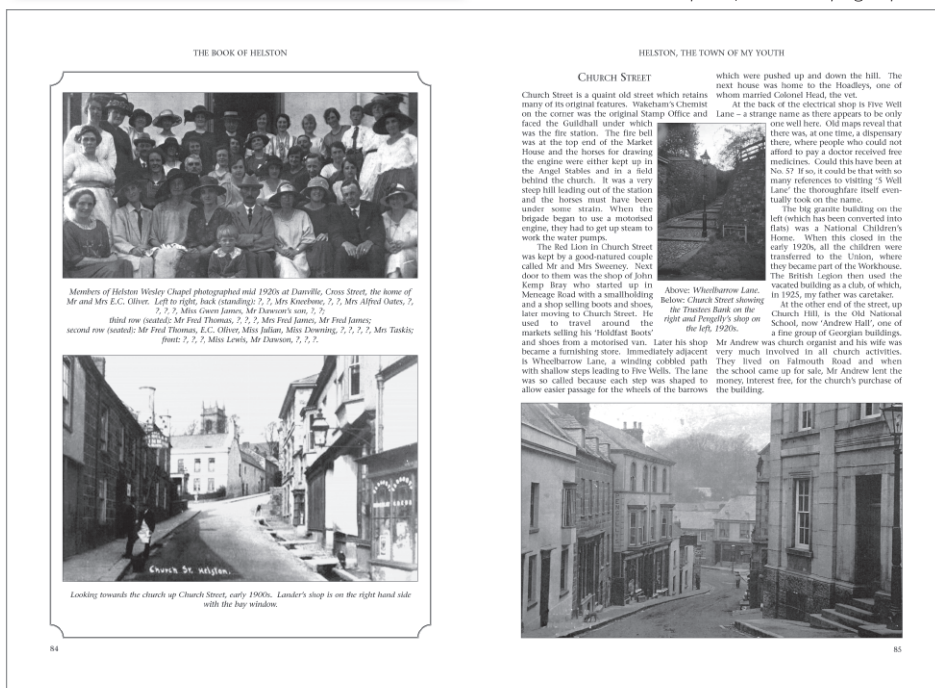 THE BOOK OF HELSTON
Members of Helston Wesley Chapel photographed mid 1920s at Danville, Cross Street, the home of
Mr and Mrs E.C. Oliver. Left to right, back (standing): ?, ?, Mrs Kneebone, ?, ?, Mrs Alfred Oates, ?,
?, ?, ?, Miss Gwen James, Mr Dawson's son, ?, ?;
third row (seated): Mr Fred Thomas, ?, ?, ?, Mrs Fred James, Mr Fred James;
second row (seated): Mr Fred Thomas, E.C. Oliver, Miss Julian, Miss Downing, ?, ?, ?, ?, Mrs Taskis;
front: ?, ?, ?, Miss Lewis, Mr Dawson, ?, ?, ?.
Church St. Helston.
Looking towards the church up Church Street, early 1900s. Lander's shop is on the right hand side
with the bay window.
84
HELSTON, THE TOWN OF MY YOUTH
CHURCH STREET
Church Street is a quaint old street which retains
many of its original features. Wakeham's Chemist
on the corner was the original Stamp Office and
faced the Guildhall under which
was the fire station. The fire bell
was at the top end of the Market
House and the horses for drawing
the engine were either kept up in
the Angel Stables and in a field
behind the church. It was a very
steep hill leading out of the station
and the horses must have been
under some strain. When the
brigade began to use a motorised
engine, they had to get up steam to
work the water pumps.
The Red Lion in Church Street
was kept by a good-natured couple
called Mr and Mrs Sweeney. Next
door to them was the shop of John
Kemp Bray who started up in
Meneage Road with a smallholding
and a shop selling boots and shoes,
later moving to Church Street. He
used to travel around the
markets selling his 'Holdfast Boots'
and shoes from a motorised van. Later his shop
became a furnishing store. Immediately adjacent
is Wheelbarrow Lane, a winding cobbled path
with shallow steps leading to Five Wells. The lane
was so called because each step was shaped to
allow easier passage for the wheels of the barrows
which were pushed up and down the hill. The
next house was home to the Hoadleys, one of
whom married Colonel Head, the vet.
At the back of the electrical shop is Five Well
Lane – a strange name as there appears to be only
one well here. Old maps reveal that
there was, at one time, a dispensary
there, where people who could not
afford to pay a doctor received free
medicines. Could this have been at
No. 5? If so, it could be that with so
many references to visiting '5 Well
Lane' the thoroughfare itself even-
tually took on the name.
The big granite building on the
left (which has been converted into
flats) was a National Children's
Home. When this closed in the
early 1920s, all the children were
transferred to the Union, where
they became part of the Workhouse.
The British Legion then used the
vacated building as a club, of which,
in 1925, my father was caretaker.
At the other end of the street, up
Church Hill, is the Old National
School, now 'Andrew Hall', one of
a fine group of Georgian buildings.
Mr Andrew was church organist and his wife was
very much involved in all church activities.
They lived on Falmouth Road and when
the school came up for sale, Mr Andrew lent the
money, interest free, for the church's purchase of
the building.
Above: Wheelbarrow Lane.
Below: Church Street showing
the Trustees Bank on the
right and Pengelly's shop on
the left, 1920s.
85